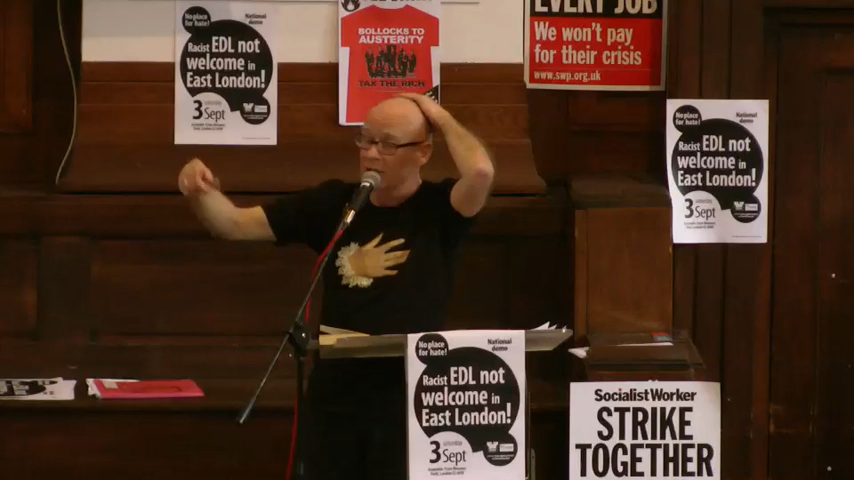 No place
for hate!
National
demo
Racist EDL not
welcome in
East London!
3 Sept
BOLLOCKS TO
AUSTERITY
TAX THE RICH
EVERY JOB
We won't pay
for their crisis
www.swp.org.uk
No place
for hate!
National
demo
Racist EDL not
welcome in
East London!
3 Sept
No place
for hate!
National
demo
Racist EDL not
welcome in
East London!
3 saturday
Sept
Socialist Worker
STRIKE
TOGETHER